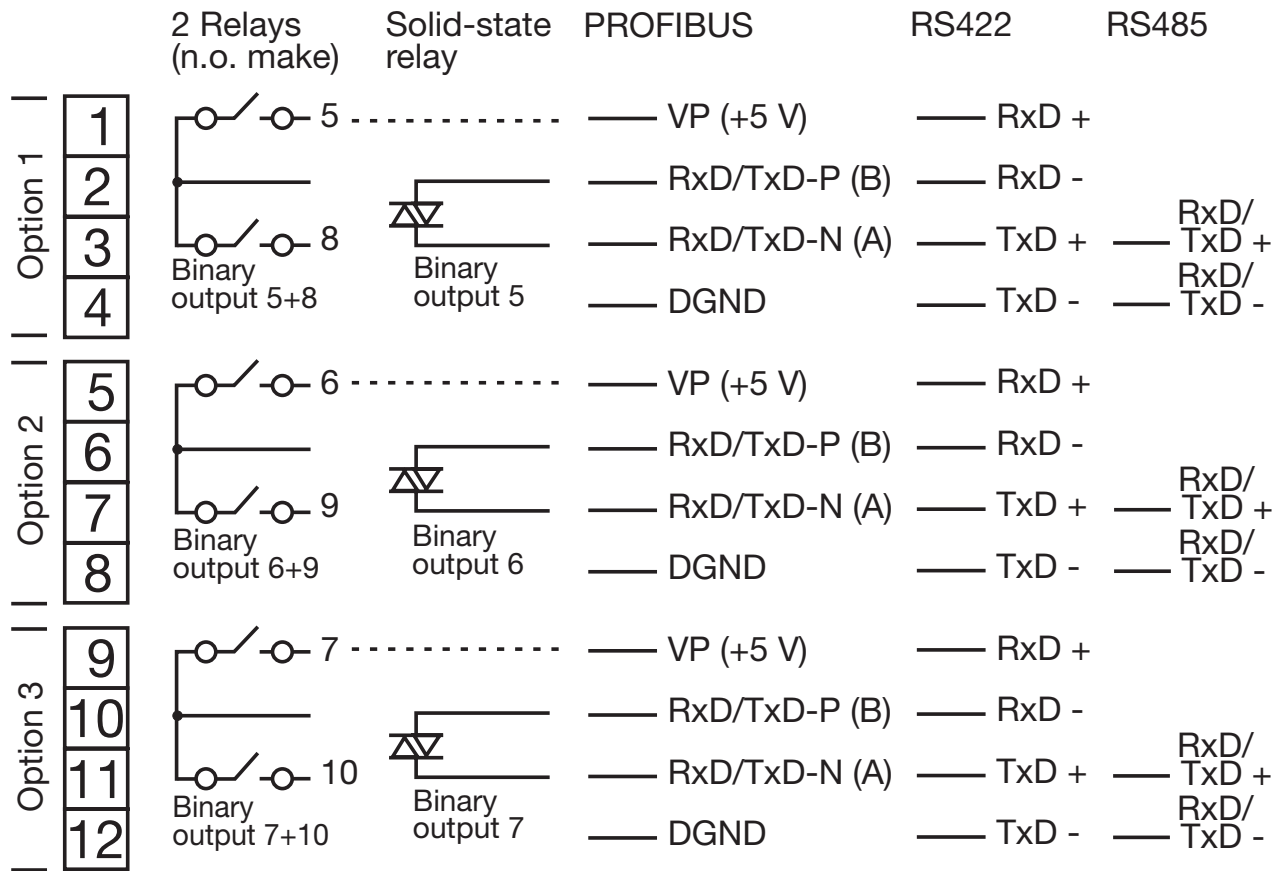 2 Relays (n.o. make) Solid-state relay PROFIBUS RS422 RS485
Option 1
1 5 VP (+5 V) RxD +
2 RxD/TxD-P (B) RxD -
3 8 RxD/TxD-N (A) TxD + RxD/ TxD +
Binary output 5+8 Binary output 5
4 DGND TxD - RxD/ TxD -
Option 2
5 6 VP (+5 V) RxD +
6 RxD/TxD-P (B) RxD -
7 9 RxD/TxD-N (A) TxD + RxD/ TxD +
Binary output 6+9 Binary output 6
8 DGND TxD - RxD/ TxD -
Option 3
9 7 VP (+5 V) RxD +
10 RxD/TxD-P (B) RxD -
11 10 RxD/TxD-N (A) TxD + RxD/ TxD +
Binary output 7+10 Binary output 7
12 DGND TxD - RxD/ TxD -